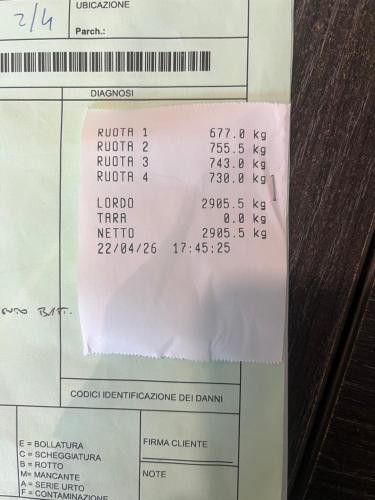 2/4
UBICAZIONE
Parch.:
DIAGNOSI
RUOTA 1 677.0 kg
RUOTA 2 755.5 kg
RUOTA 3 743.0 kg
RUOTA 4 730.0 kg
LORDO 2905.5 kg
TARA 0.0 kg
NETTO 2905.5 kg
22/04/26 17:45:25
CODICI IDENTIFICAZIONE DEI DANNI
E = BOLLATURA
C = SCHEGGIATURA
B = ROTTO
M= MANCANTE
A = SERIE URTO
F = CONTAMINAZIONE
FIRMA CLIENTE
NOTE